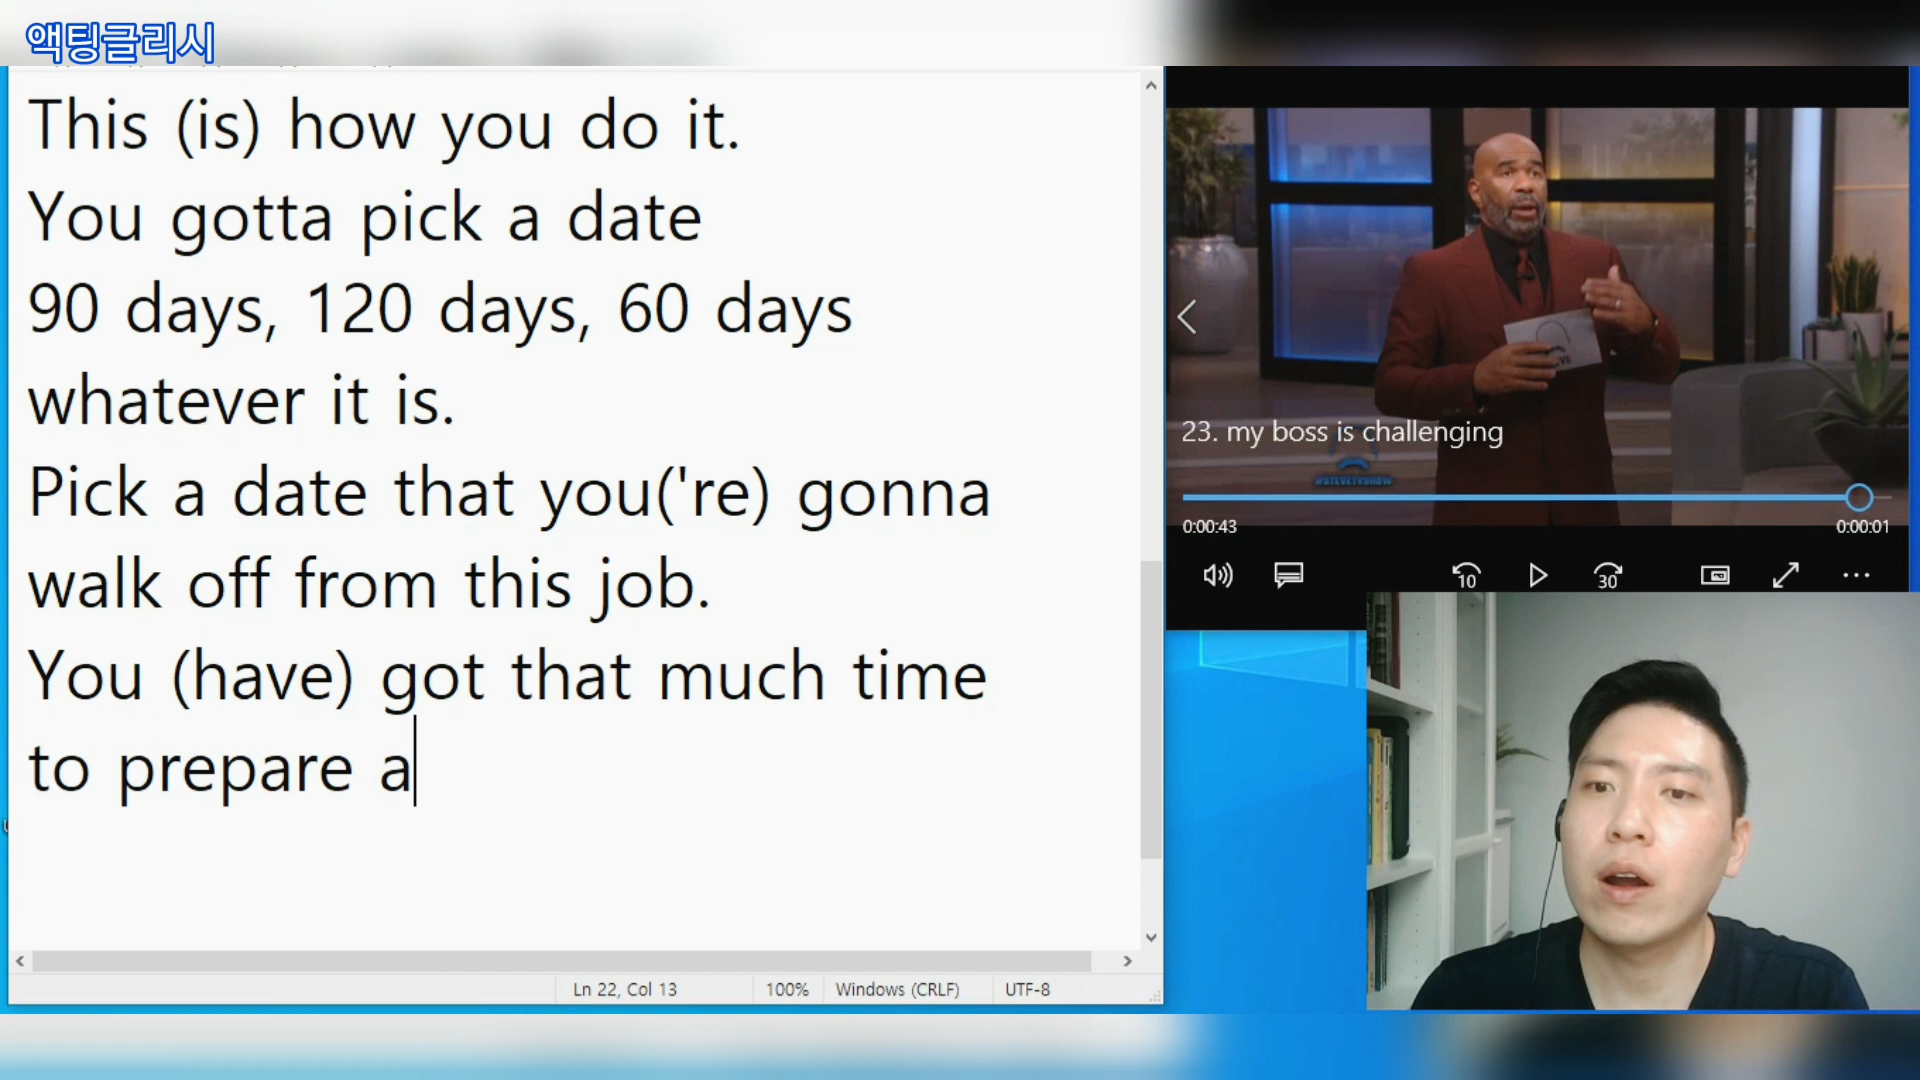 액팅글리시
This (is) how you do it.
You gotta pick a date
90 days, 120 days, 60 days
whatever it is.
Pick a date that you('re) gonna
walk off from this job.
You (have) got that much time
to prepare a
Ln 22, Col 13
100%
Windows (CRLF)
UTF-8
23. my boss is challenging
#STEVETVSHOW
0:00:43
0:00:01
10
30